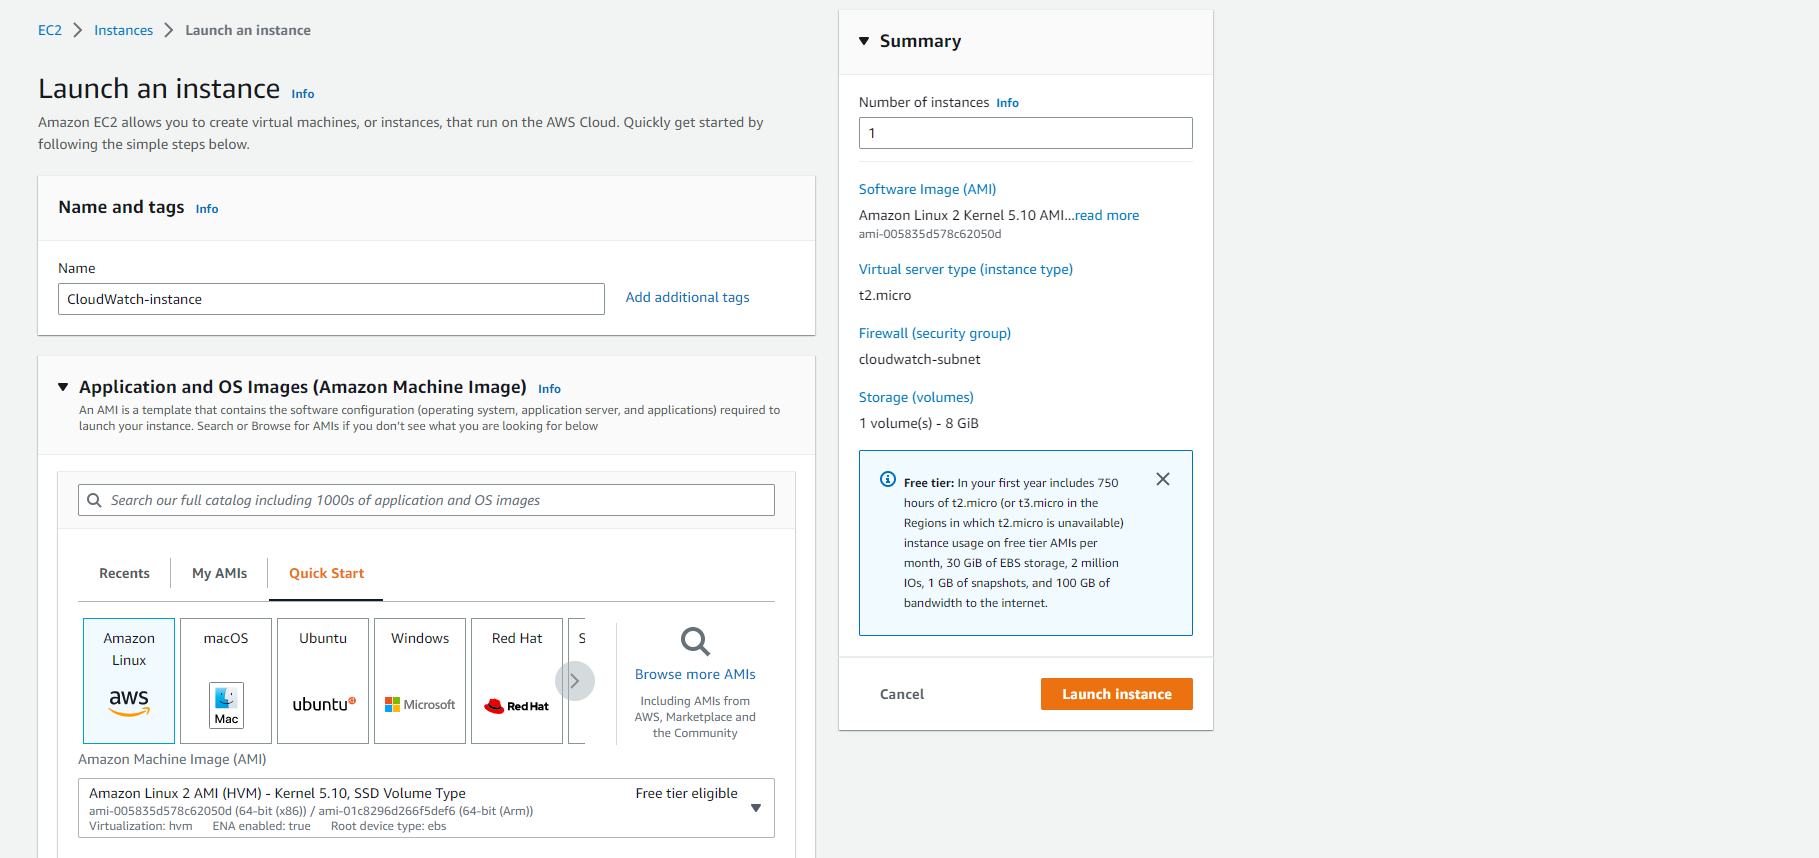 EC2 > Instances > Launch an instance
Launch an instance Info
Amazon EC2 allows you to create virtual machines, or instances, that run on the AWS Cloud. Quickly get started by
following the simple steps below.
Name and tags Info
Name
CloudWatch-instance
Add additional tags
Application and OS Images (Amazon Machine Image) Info
An AMI is a template that contains the software configuration (operating system, application server, and applications) required to
launch your instance. Search or Browse for AMIs if you don't see what you are looking for below
Search our full catalog including 1000s of application and OS images
Recents
My AMIs
Quick Start
Amazon
Linux
aws
macOS
Mac
Ubuntu
ubuntu
Windows
Microsoft
Red Hat
Red Hat
S
Browse more AMIs
Including AMIs from
AWS, Marketplace and
the Community
Amazon Machine Image (AMI)
Amazon Linux 2 AMI (HVM) - Kernel 5.10, SSD Volume Type
Free tier eligible
ami-005835d578c62050d (64-bit (x86)) / ami-01c8296d266f5def6 (64-bit (Arm))
Virtualization: hvm ENA enabled: true Root device type: ebs
Summary
Number of instances Info
1
Software Image (AMI)
Amazon Linux 2 Kernel 5.10 AMI...read more
ami-005835d578c62050d
Virtual server type (instance type)
t2.micro
Firewall (security group)
cloudwatch-subnet
Storage (volumes)
1 volume(s) - 8 GiB
Free tier: In your first year includes 750
hours of t2.micro (or t3.micro in the
Regions in which t2.micro is unavailable)
instance usage on free tier AMIs per
month, 30 GiB of EBS storage, 2 million
IOs, 1 GB of snapshots, and 100 GB of
bandwidth to the internet.
Cancel
Launch instance